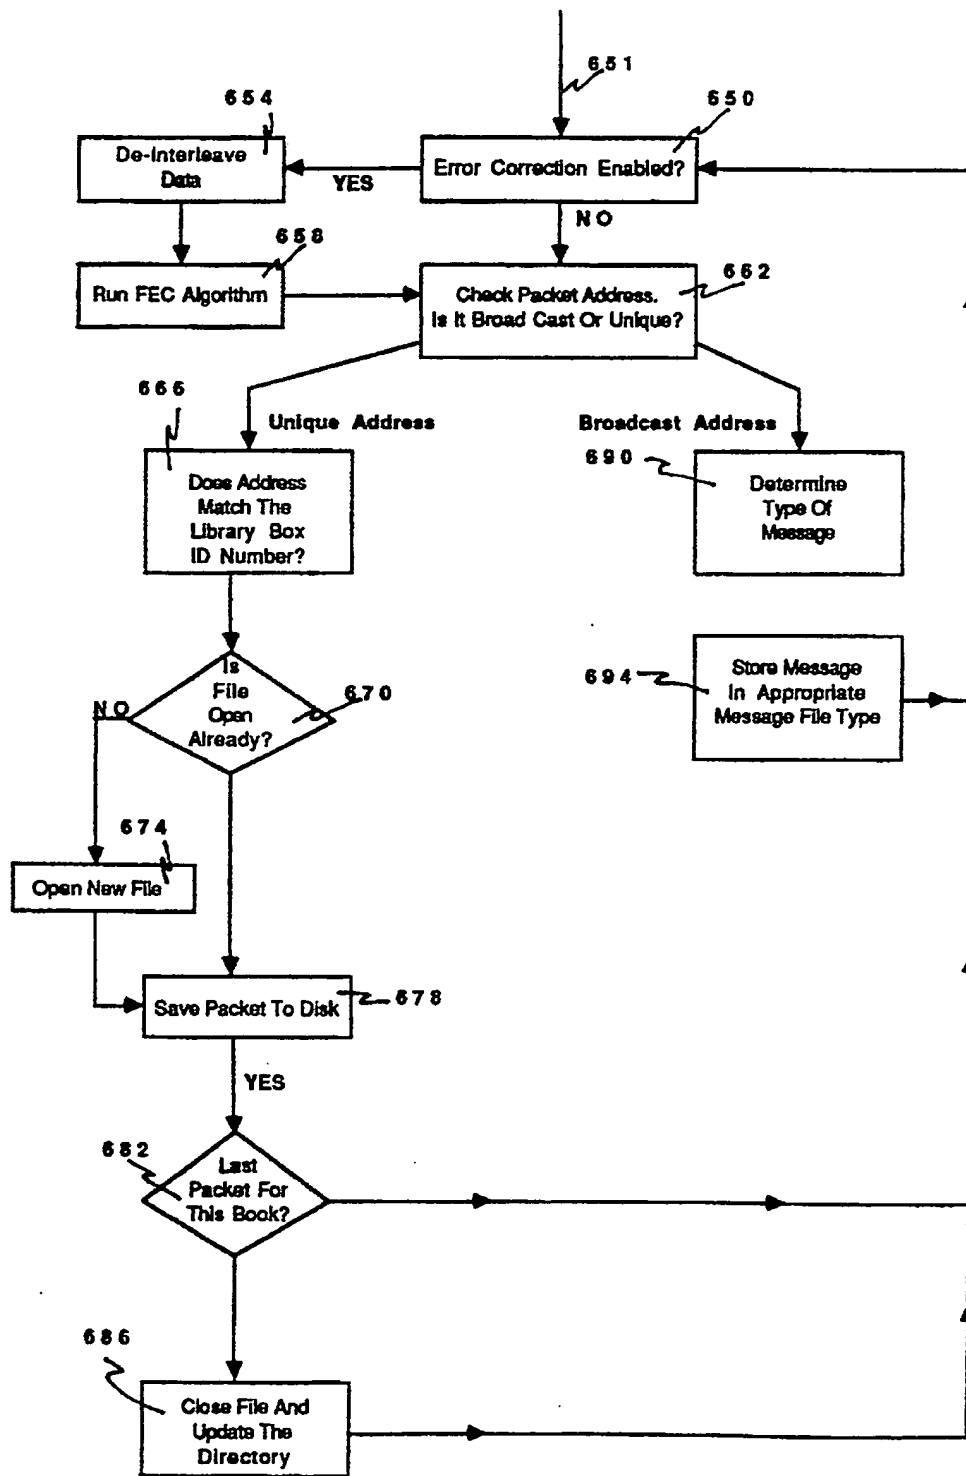 651
654
650
De-Interleave
Data
YES
Error Correction Enabled?
NO
658
662
Run FEC Algorithm
Check Packet Address.
Is It Broad Cast Or Unique?
666
Unique Address
Broadcast Address
690
Does Address
Match The
Library Box
ID Number?
Determine
Type Of
Message
Is
File
Open
Already?
670
NO
694
Store Message
In Appropriate
Message File Type
674
Open New File
Save Packet To Disk
678
YES
682
Last
Packet For
This Book?
686
Close File And
Update The
Directory